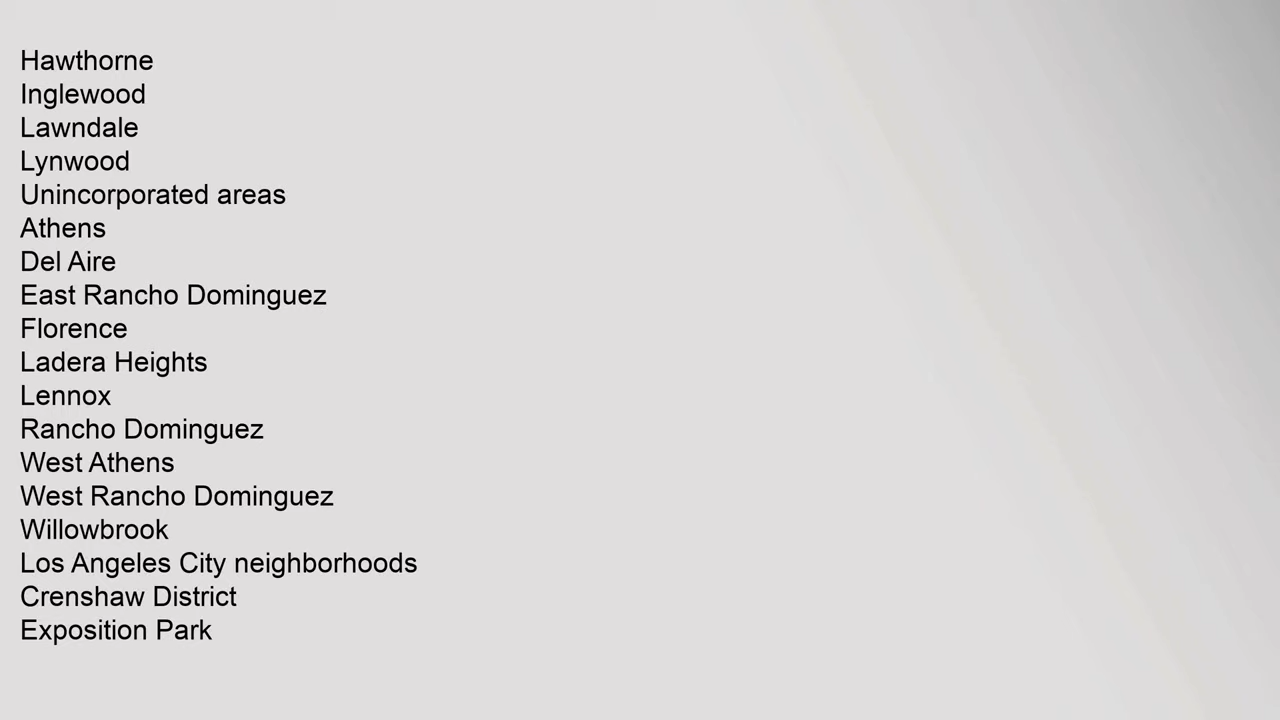 Hawthorne
Inglewood
Lawndale
Lynwood
Unincorporated areas
Athens
Del Aire
East Rancho Dominguez
Florence
Ladera Heights
Lennox
Rancho Dominguez
West Athens
West Rancho Dominguez
Willowbrook
Los Angeles City neighborhoods
Crenshaw District
Exposition Park